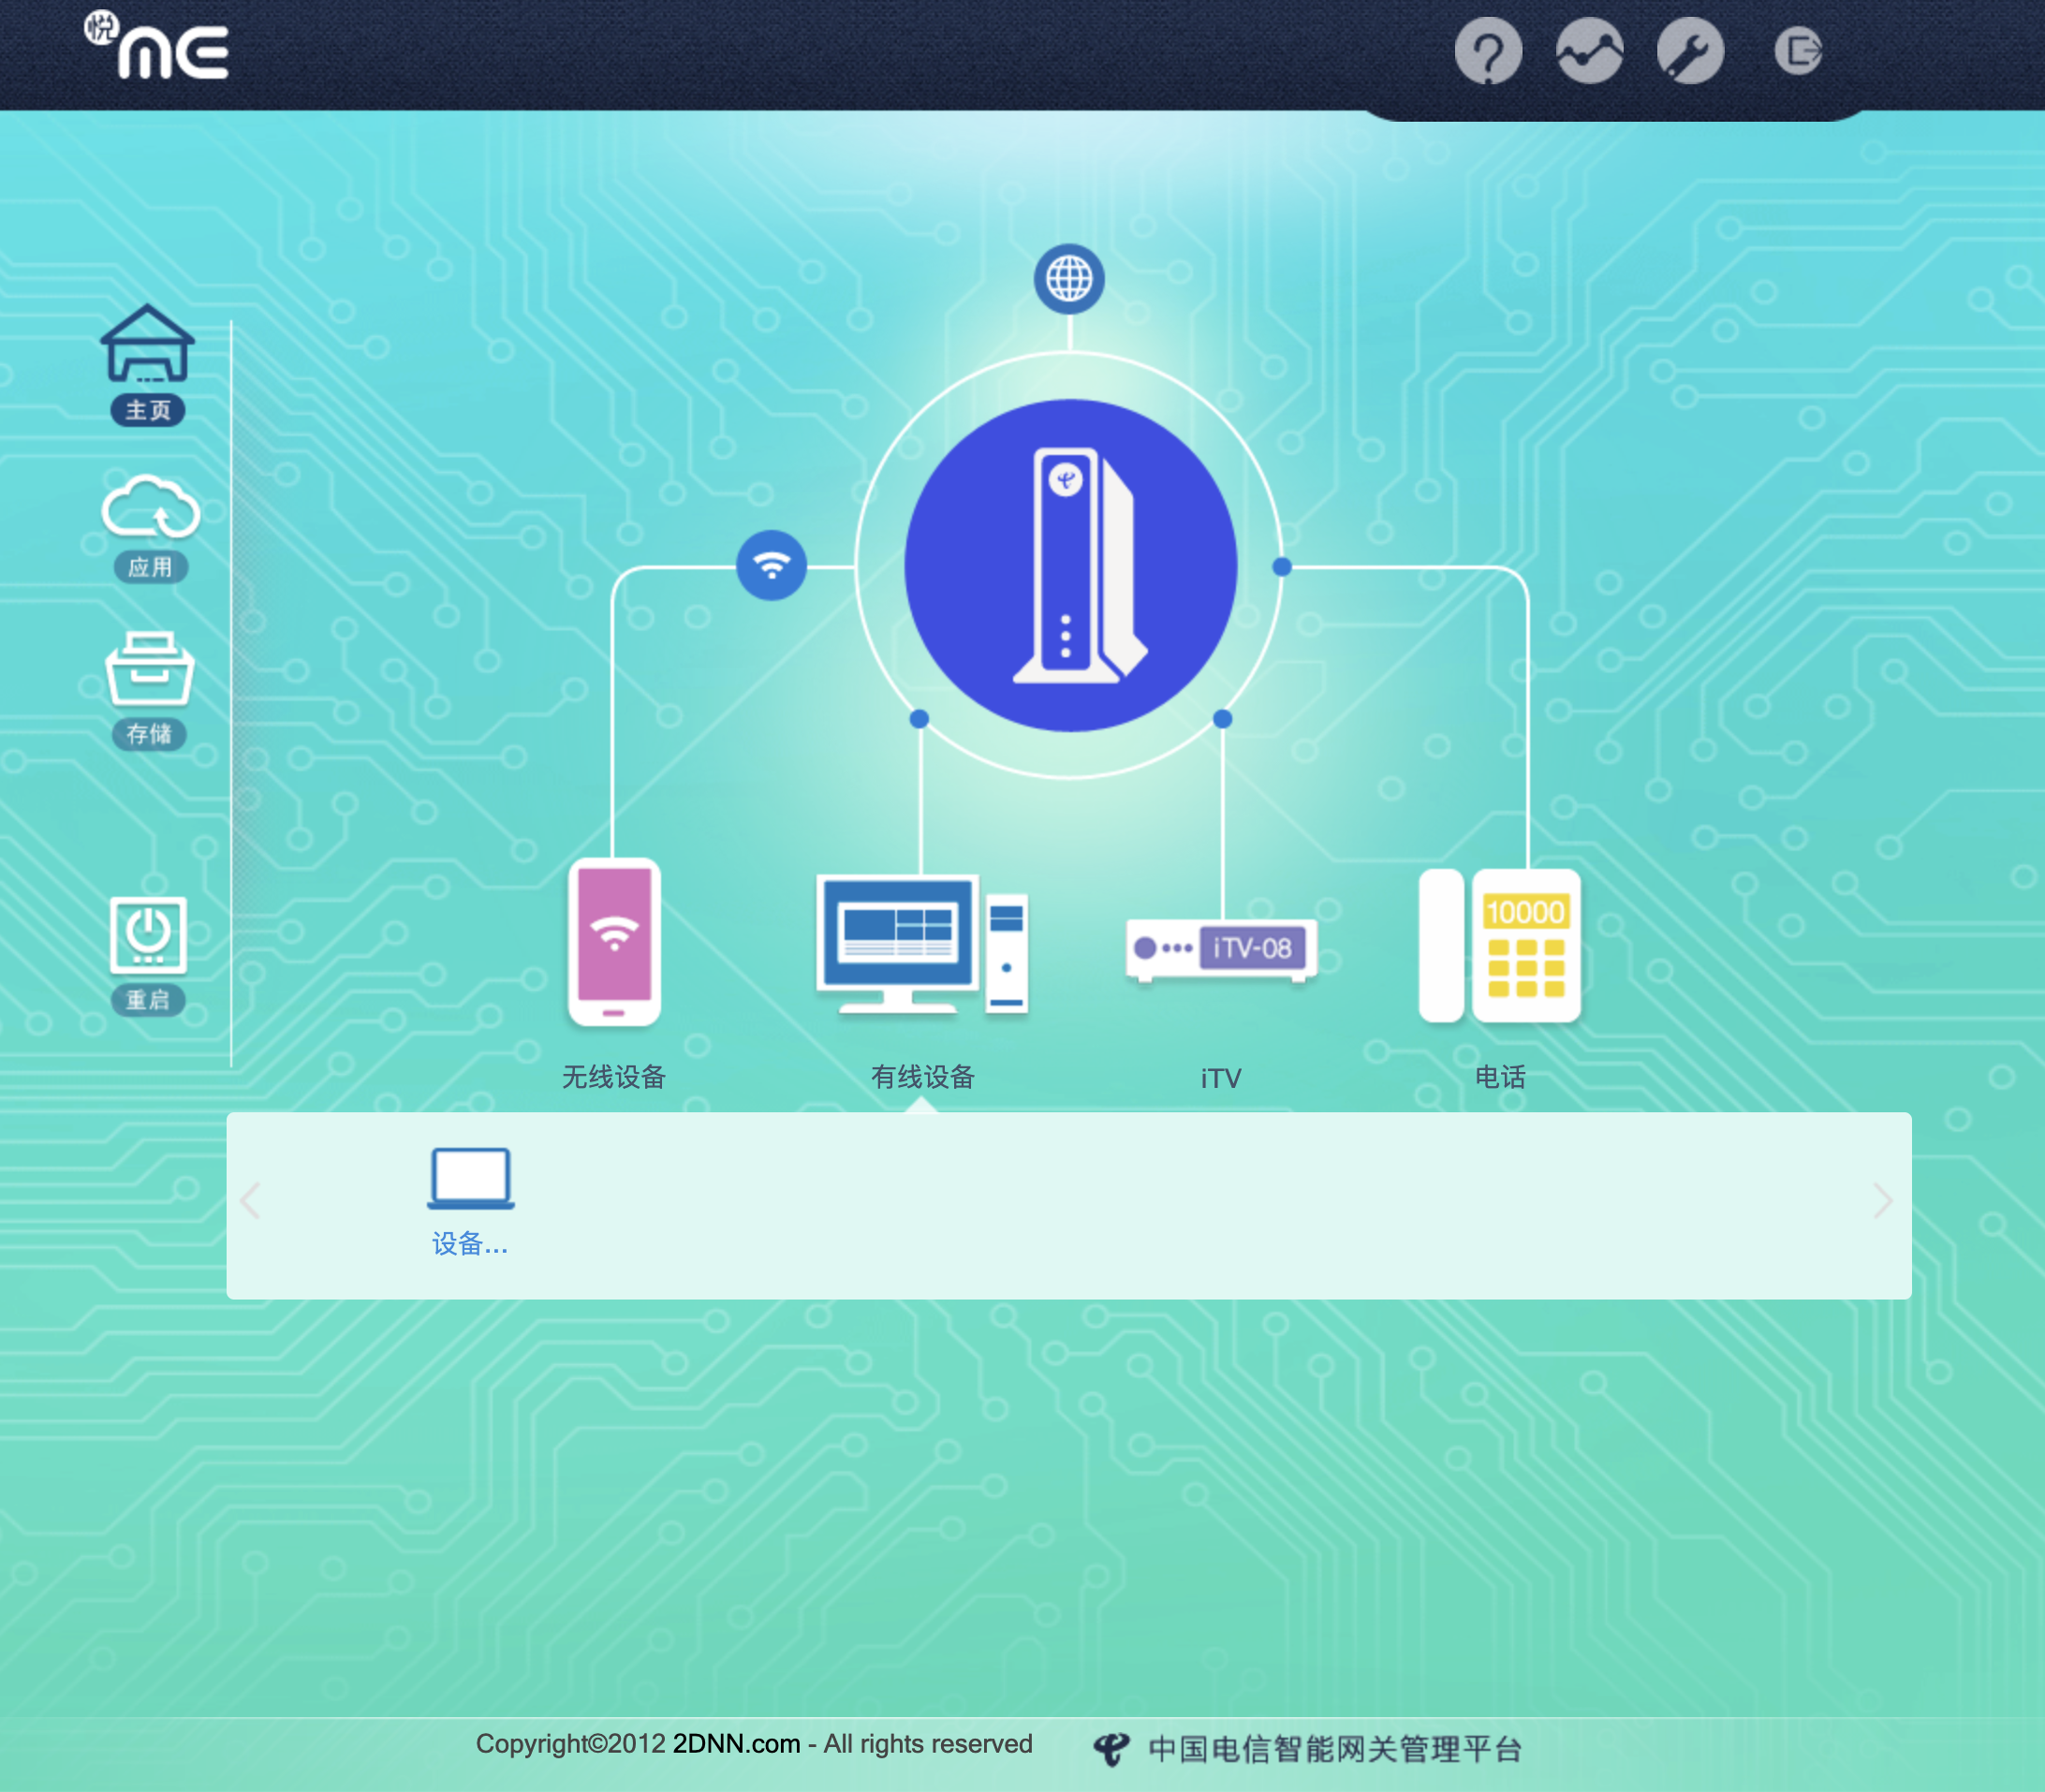 悦 ME
主页
应用
存储
重启
10000
iTV-08
无线设备
有线设备
iTV
电话
设备...
Copyright©2012 2DNN.com - All rights reserved
中国电信智能网关管理平台